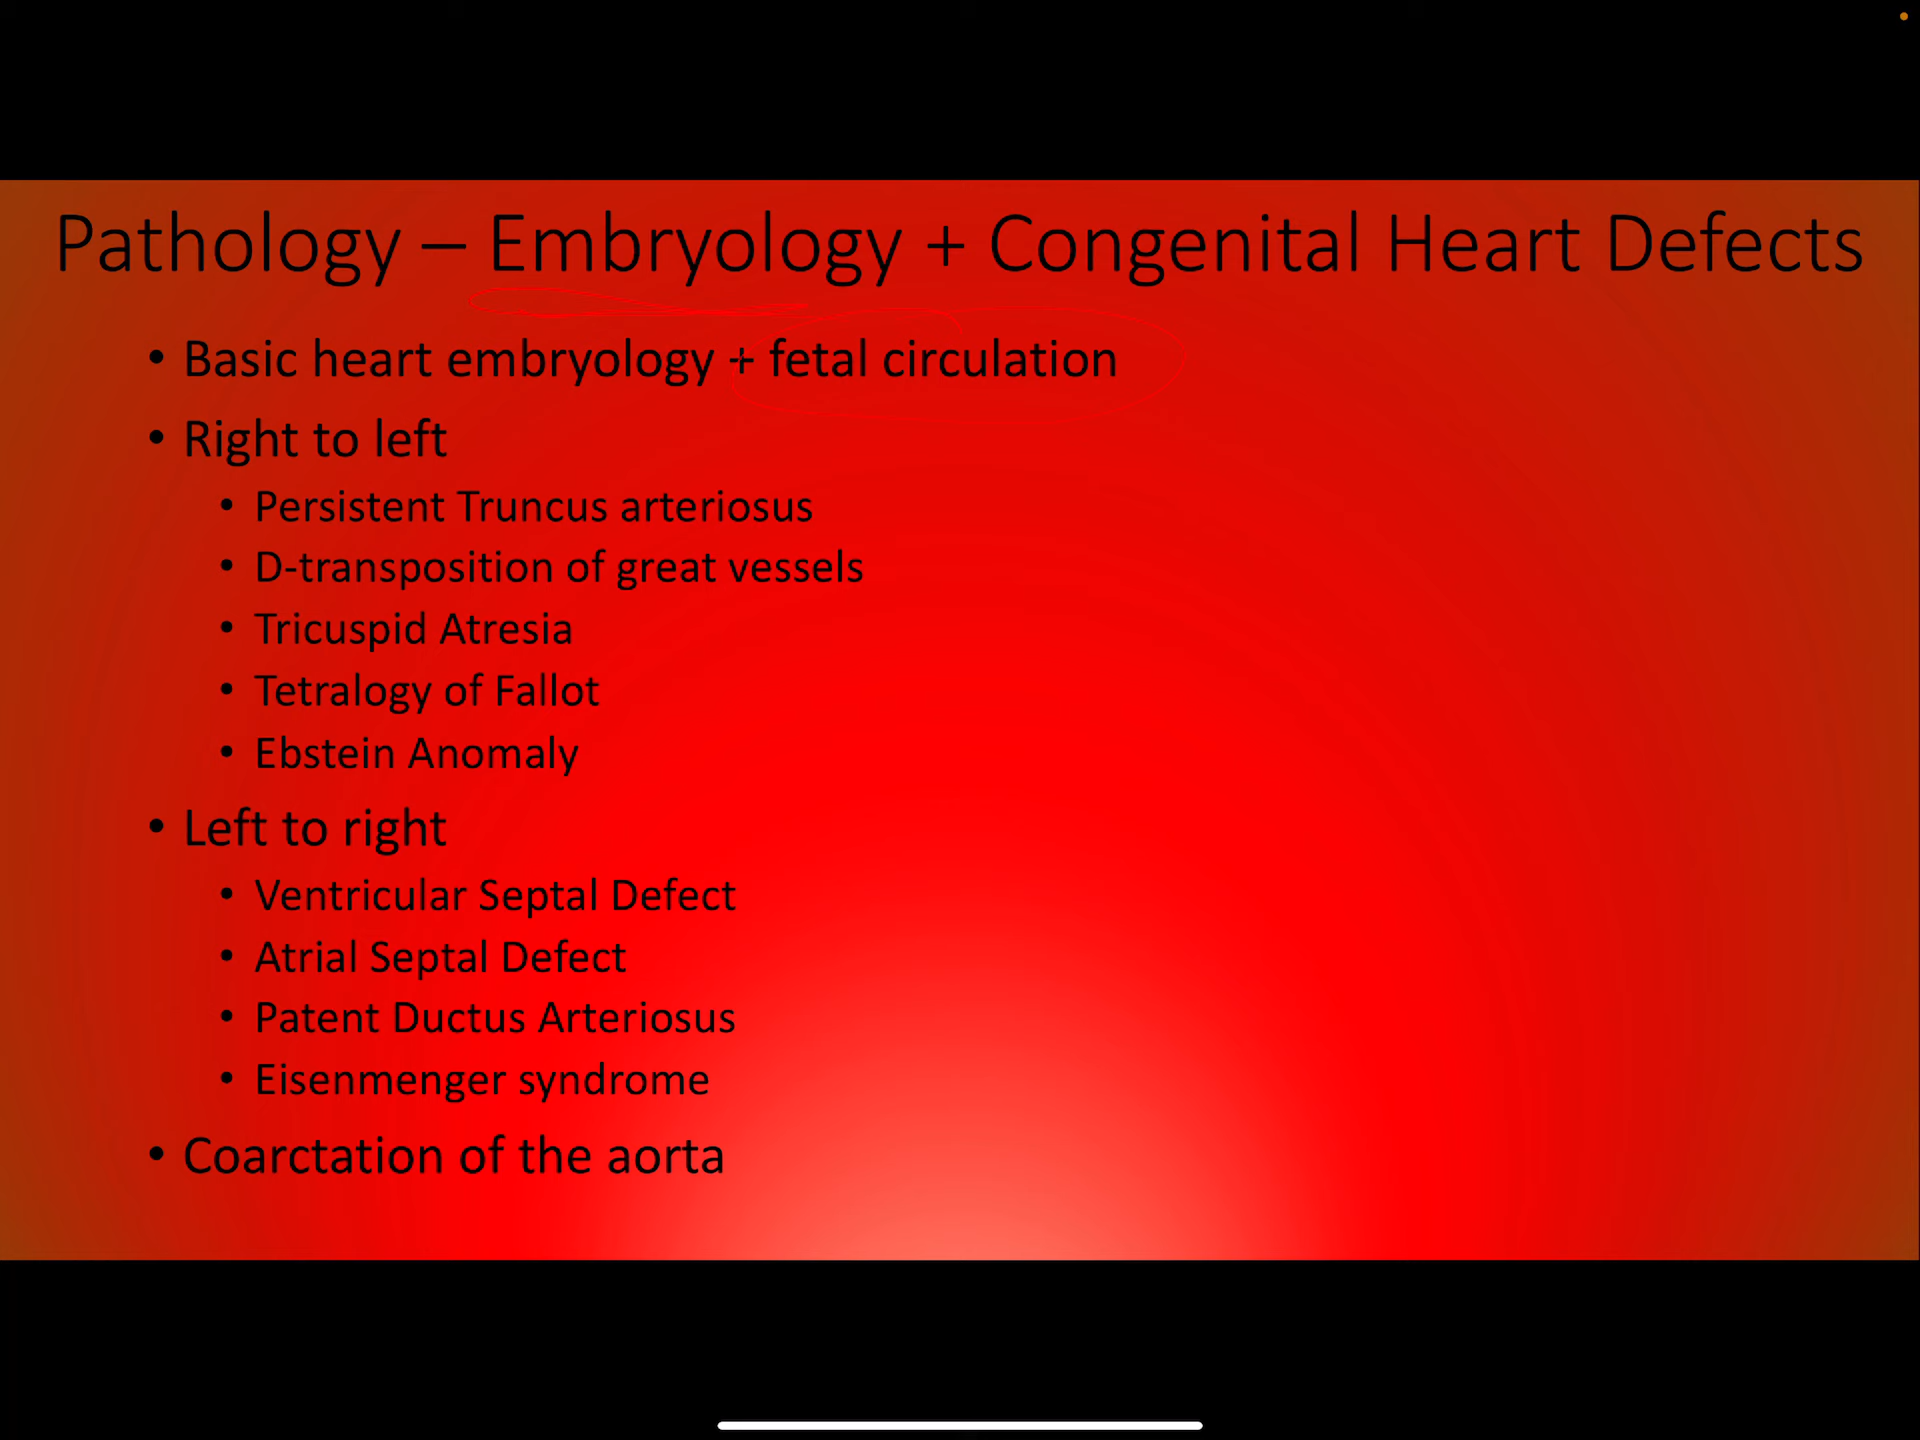 Pathology – Embryology + Congenital Heart Defects
• Basic heart embryology + fetal circulation
• Right to left
• Persistent Truncus arteriosus
• D-transposition of great vessels
• Tricuspid Atresia
• Tetralogy of Fallot
• Ebstein Anomaly
• Left to right
• Ventricular Septal Defect
• Atrial Septal Defect
• Patent Ductus Arteriosus
• Eisenmenger syndrome
• Coarctation of the aorta